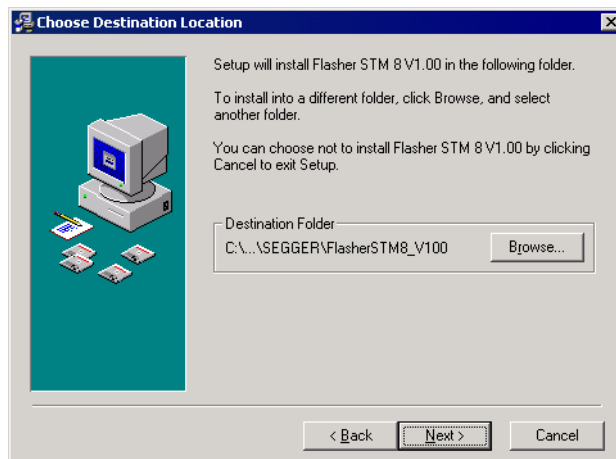 Choose Destination Location
Setup will install Flasher STM 8 V1.00 in the following folder.
To install into a different folder, click Browse, and select
another folder.
You can choose not to install Flasher STM 8 V1.00 by clicking
Cancel to exit Setup.
Destination Folder
C:\...\SEGGER\FlasherSTM8_V100
Browse...
< Back
Next >
Cancel